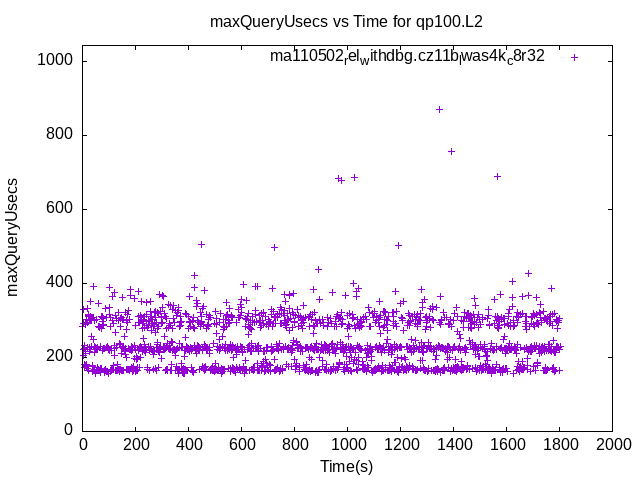 maxQueryUsecs vs Time for qp100.L2
ma110502relwithdbg.cz11blwas4kc8r32
maxQueryUsecs
1000
800
600
400
200
0
0 200 400 600 800 1000 1200 1400 1600 1800 2000
Time(s)